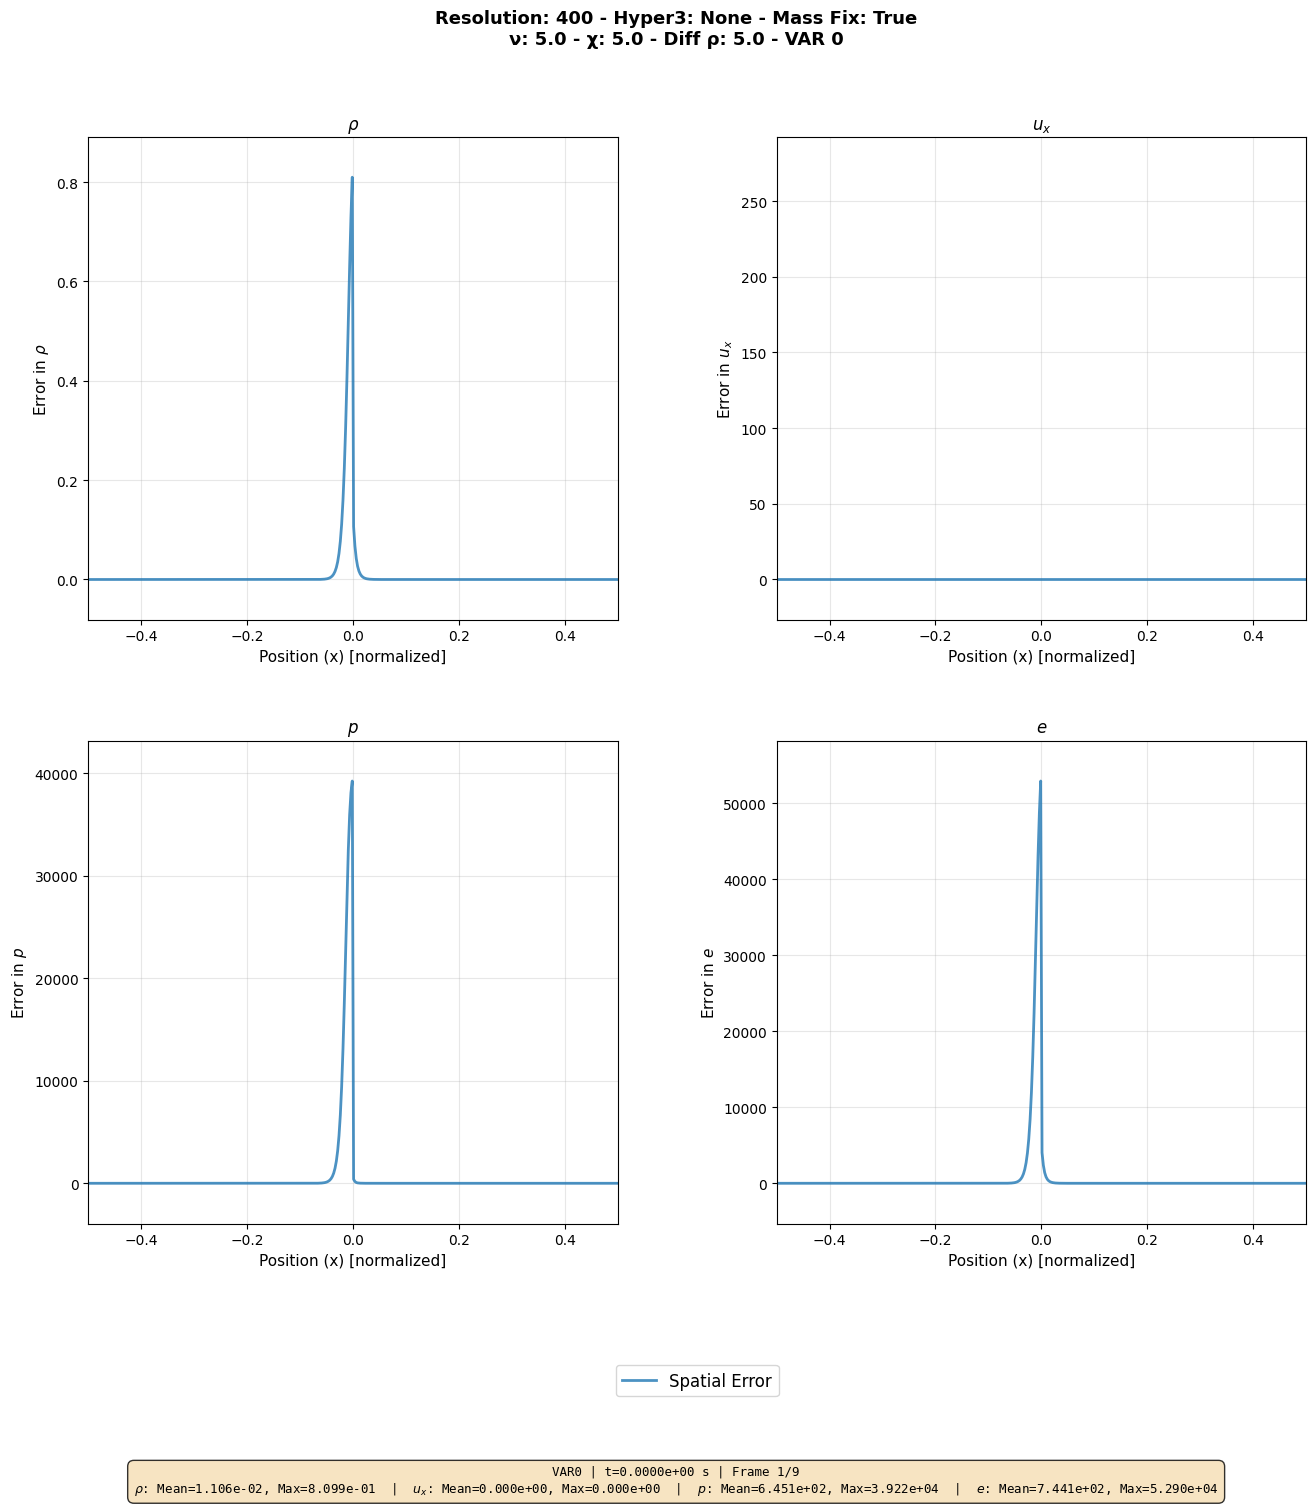 Resolution: 400 - Hyper3: None - Mass Fix: True
ν: 5.0 - χ: 5.0 - Diff ρ: 5.0 - VAR 0
ρ
0.8
0.6
0.4
0.2
0.0
Error in ρ
−0.4 −0.2 0.0 0.2 0.4
Position (x) [normalized]
u_x
250
200
150
100
50
0
Error in u_x
−0.4 −0.2 0.0 0.2 0.4
Position (x) [normalized]
p
40000
30000
20000
10000
0
Error in p
−0.4 −0.2 0.0 0.2 0.4
Position (x) [normalized]
e
50000
40000
30000
20000
10000
0
Error in e
−0.4 −0.2 0.0 0.2 0.4
Position (x) [normalized]
Spatial Error
VAR0 | t=0.0000e+00 s | Frame 1/9
ρ: Mean=1.106e-02, Max=8.099e-01 | u_x: Mean=0.000e+00, Max=0.000e+00 | p: Mean=6.451e+02, Max=3.922e+04 | e: Mean=7.441e+02, Max=5.290e+04